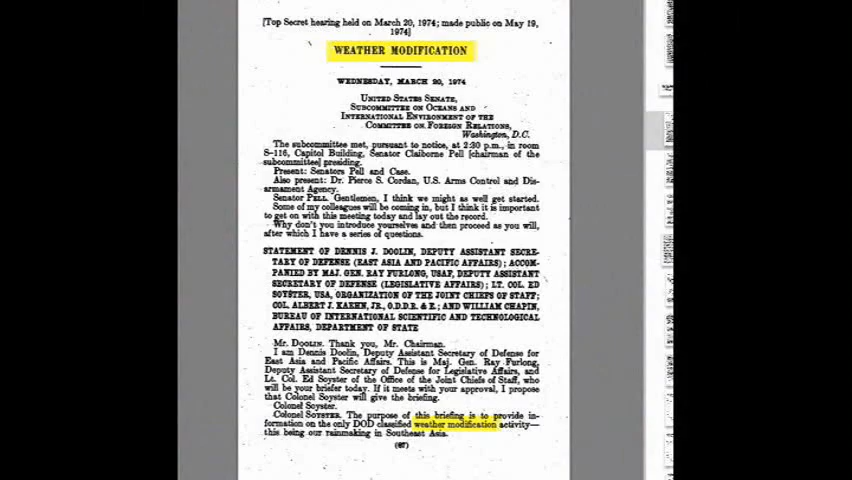 [Top Secret hearing held on March 20, 1974; made public on May 19,
1974]
WEATHER MODIFICATION
WEDNESDAY, MARCH 20, 1974
UNITED STATES SENATE,
SUBCOMMITTEE ON OCEANS AND
INTERNATIONAL ENVIRONMENT OF THE
COMMITTEE ON FOREIGN RELATIONS,
Washington, D.C.
The subcommittee met, pursuant to notice, at 2:30 p.m., in room
S-116, Capitol Building, Senator Claiborne Pell [chairman of the
subcommittee] presiding.
Present: Senators Pell and Case.
Also present: Dr. Pierce S. Cordan, U.S. Arms Control and Dis-
armament Agency.
Senator PELL. Gentlemen, I think we might as well get started.
Some of my colleagues will be coming in, but I think it is important
to get on with this meeting today and lay out the record.
Why don't you introduce yourselves and then proceed as you will,
after which I have a series of questions.
STATEMENT OF DENNIS J. DOOLIN, DEPUTY ASSISTANT SECRE-
TARY OF DEFENSE (EAST ASIA AND PACIFIC AFFAIRS); ACCOM-
PANIED BY MAJ. GEN. RAY FURLONG, USAF, DEPUTY ASSISTANT
SECRETARY OF DEFENSE (LEGISLATIVE AFFAIRS); LT. COL. ED
SOYSTER, USA, ORGANIZATION OF THE JOINT CHIEFS OF STAFF;
COL. ALBERT J. KAEHN, JR., O.D.D.R. & E.; AND WILLIAM CHAPIN,
BUREAU OF INTERNATIONAL SCIENTIFIC AND TECHNOLOGICAL
AFFAIRS, DEPARTMENT OF STATE
Mr. DOOLIN. Thank you, Mr. Chairman.
I am Dennis Doolin, Deputy Assistant Secretary of Defense for
East Asia and Pacific Affairs. This is Maj. Gen. Ray Furlong,
Deputy Assistant Secretary of Defense for Legislative Affairs, and
Lt. Col. Ed Soyster of the Office of the Joint Chiefs of Staff, who
will be your briefer today. If it meets with your approval, I propose
that Colonel Soyster will give the briefing.
Colonel Soyster.
Colonel SOYSTER. The purpose of this briefing is to provide in-
formation on the only DOD classified weather modification activity—
this being our rainmaking in Southeast Asia.
(87)